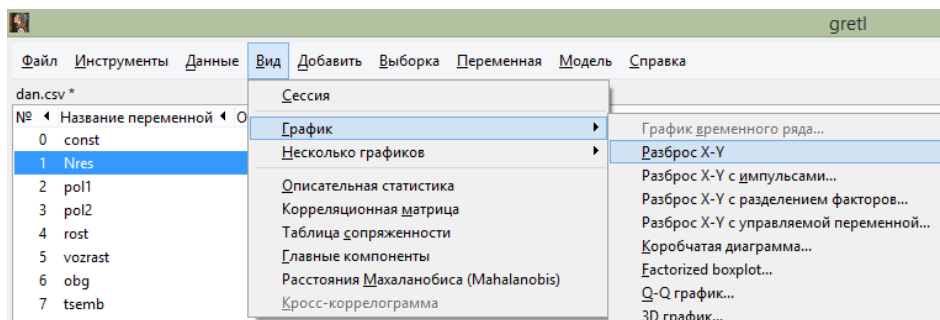 gretl
Файл Инструменты Данные Вид Добавить Выборка Переменная Модель Справка
dan.csv *
№ Название переменной О
0 const
1 Nres
2 pol1
3 pol2
4 rost
5 vozrast
6 obg
7 tsemb
Сессия
График
Несколько графиков
Описательная статистика
Корреляционная матрица
Таблица сопряженности
Главные компоненты
Расстояния Махаланобиса (Mahalanobis)
Кросс-коррелограмма
График временного ряда...
Разброс X-Y
Разброс X-Y с импульсами...
Разброс X-Y с разделением факторов...
Разброс X-Y с управляемой переменной...
Коробчатая диаграмма...
Factorized boxplot...
Q-Q график...
3D график...